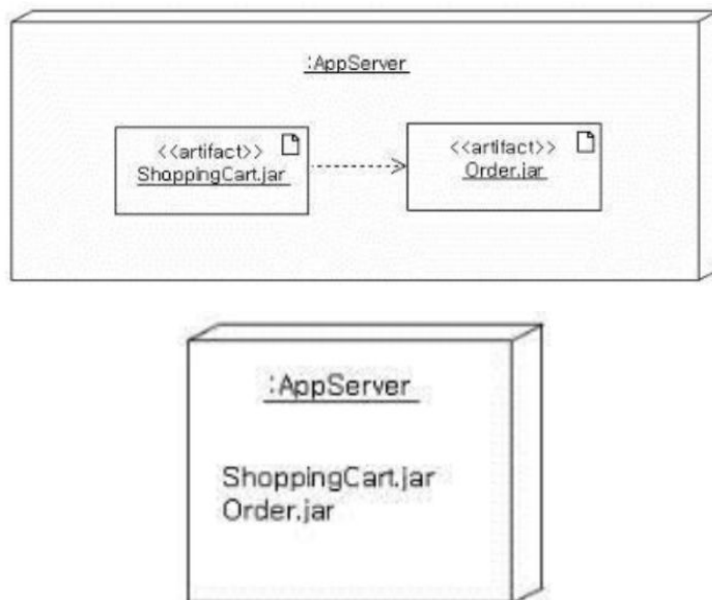 :AppServer
<<artifact>>
ShoppingCart.jar
<<artifact>>
Order.jar
:AppServer
ShoppingCart.jar
Order.jar